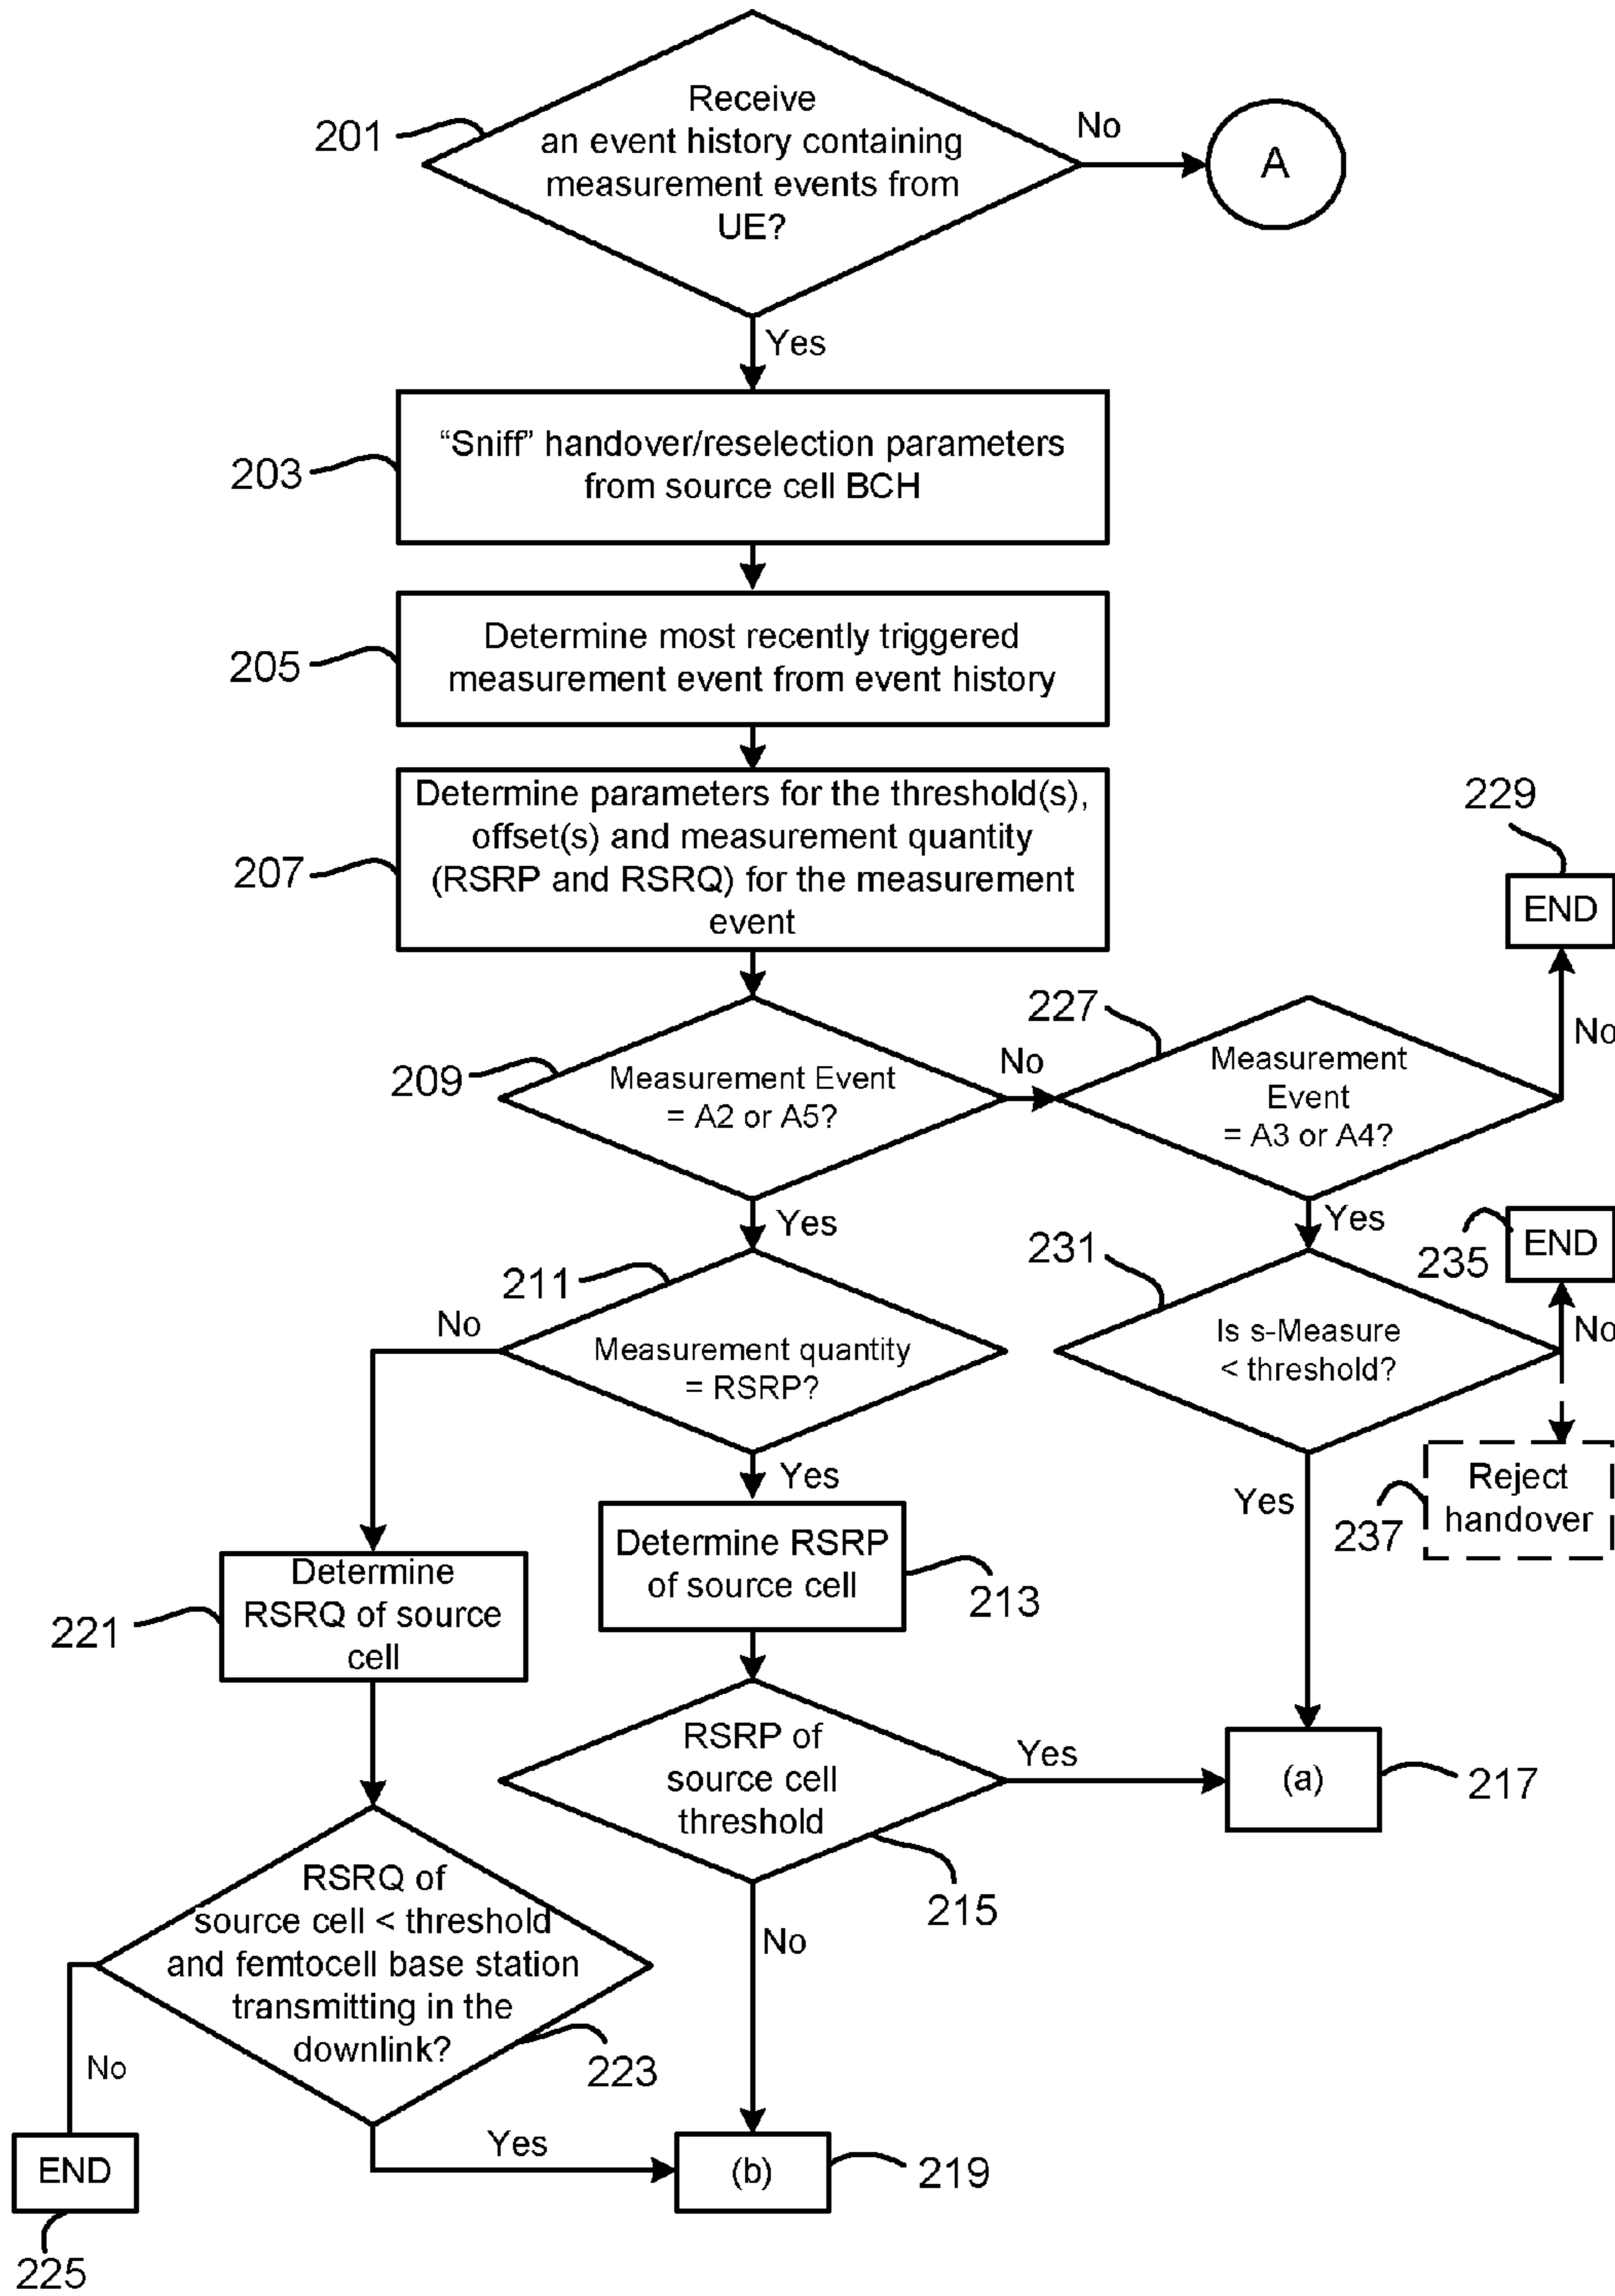 Receive
an event history containing
measurement events from
UE?
201
No
A
Yes
“Sniff” handover/reselection parameters
from source cell BCH
203
Determine most recently triggered
measurement event from event history
205
Determine parameters for the threshold(s),
offset(s) and measurement quantity
(RSRP and RSRQ) for the measurement
event
207
229
END
No
227
Measurement
Event
= A3 or A4?
No
209
Measurement Event
= A2 or A5?
Yes
Yes
235
END
No
231
Is s-Measure
< threshold?
211
No
Measurement quantity
= RSRP?
Yes
Yes
Reject
handover
237
Determine RSRP
of source cell
213
Determine
RSRQ of source
cell
221
RSRP of
source cell
threshold
Yes
(a)
217
215
No
RSRQ of
source cell < threshold
and femtocell base station
transmitting in the
downlink?
223
No
Yes
END
(b)
219
225